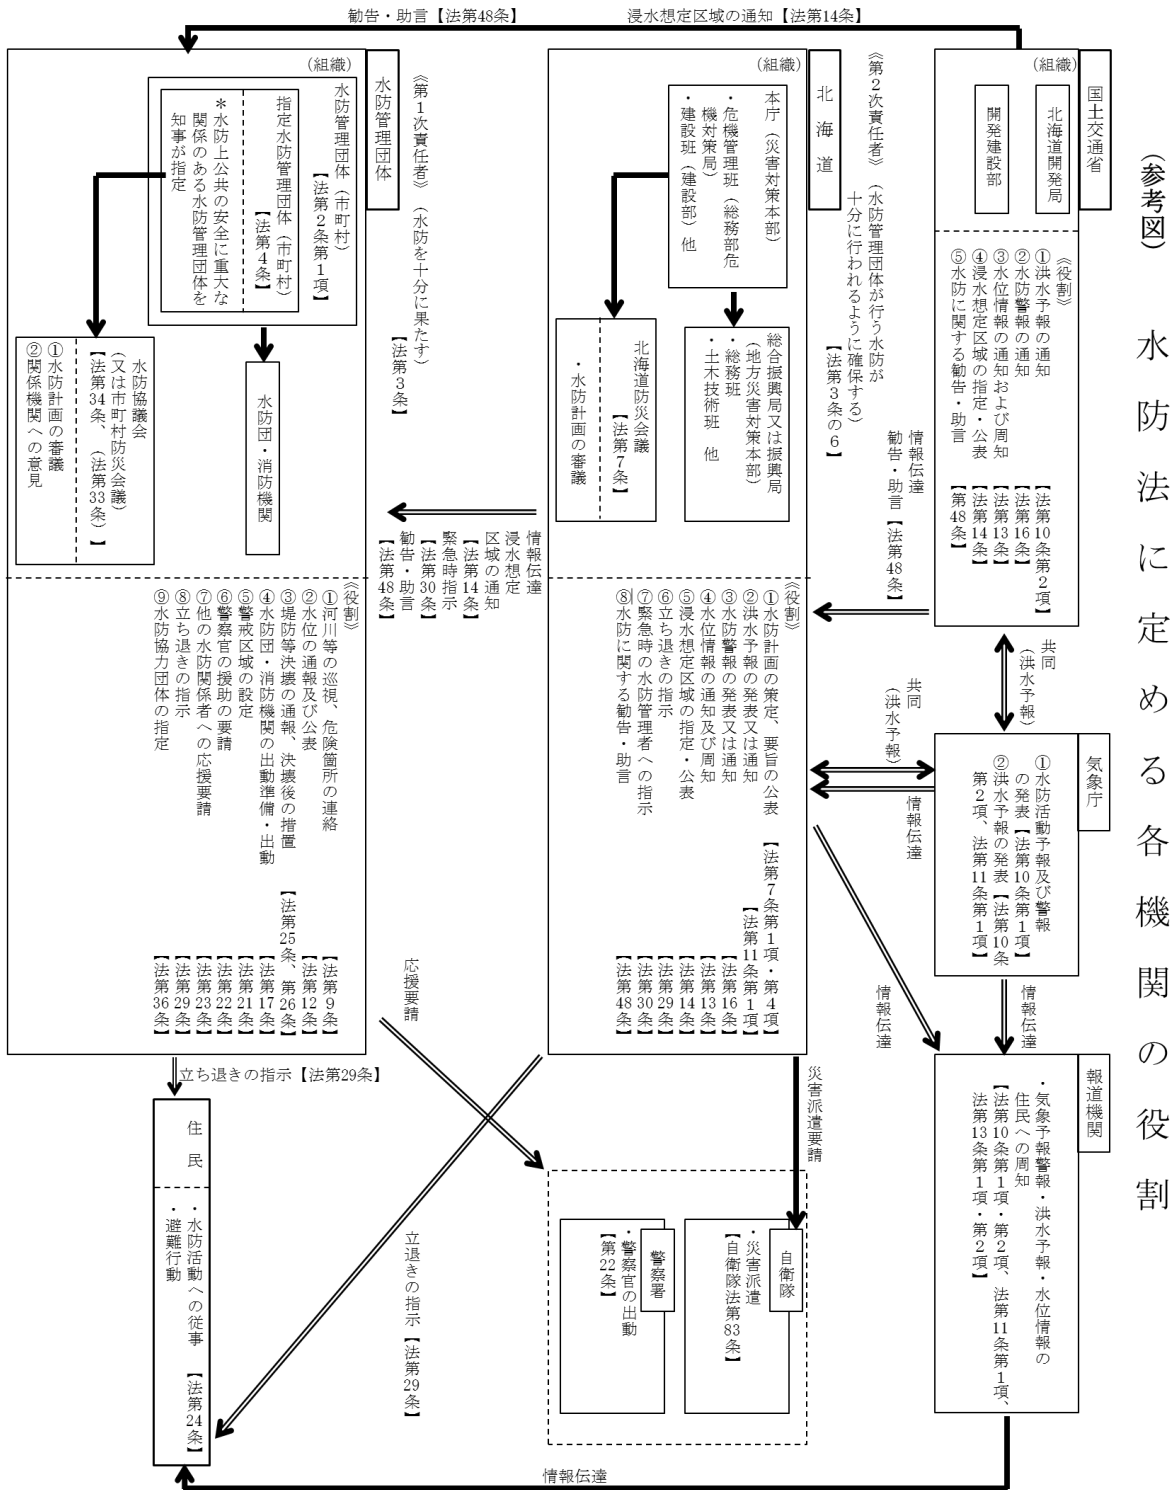 (参考図) 水防法に定める各機関の役割
勧告・助言【法第48条】
浸水想定区域の通知【法第14条】
国土交通省
(組織)
北海道開発局
開発建設部
《役割》
①洪水予報の通知 【法第10条第2項】
②水防警報の通知 【法第16条】
③水位情報の通知および周知 【法第13条】
④浸水想定区域の指定・公表 【法第14条】
⑤水防に関する勧告・助言 【第48条】
共同
(洪水予報)
気象庁
①水防活動予報及び警報
の発表【法第10条第1項】
②洪水予報の発表【法第10条
第2項、法第11条第1項】
情報伝達
報道機関
・気象予報警報・洪水予報・水位情報の
住民への周知
【法第10条第1項・第2項、法第11条第1項、
法第13条第1項・第2項】
情報伝達
勧告・助言【法第48条】
共同
(洪水予報)
情報伝達
情報伝達
北海道
《第2次責任者》(水防管理団体が行う水防が
十分に行われるように確保する)
【法第3条の6】
(組織)
本庁(災害対策本部)
・危機管理班(総務部危
機対策局)
・建設班(建設部)他
総合振興局又は振興局
(地方災害対策本部)
・総務班
・土木技術班 他
北海道防災会議
【法第7条】
・水防計画の審議
《役割》
①水防計画の策定、要旨の公表 【法第7条第1項・第4項】
②洪水予報の発表又は通知 【法第11条第1項】
③水防警報の発表又は通知 【法第16条】
④水位情報の通知及び周知 【法第13条】
⑤浸水想定区域の指定・公表 【法第14条】
⑥立ち退きの指示 【法第29条】
⑦緊急時の水防管理者への指示 【法第30条】
⑧水防に関する勧告・助言 【法第48条】
災害派遣要請
自衛隊
・災害派遣
【自衛隊法第83条】
警察署
・警察官の出動
【第22条】
情報伝達
浸水想定
区域の通知
【法第14条】
緊急時指示
【法第30条】
勧告・助言
【法第48条】
応援要請
立退きの指示【法第29条】
水防管理団体
《第1次責任者》(水防を十分に果たす)
【法第3条】
(組織)
水防管理団体(市町村)
【法第2条第1項】
指定水防管理団体(市町村)
【法第4条】
*水防上公共の安全に重大な
関係のある水防管理団体を
知事が指定
水防団・消防機関
水防協議会
(又は市町村防災会議)
【法第34条、(法第33条)】
①水防計画の審議
②関係機関への意見
《役割》
①河川等の巡視、危険箇所の連絡 【法第9条】
②水位の通報及び公表 【法第12条】
③堤防等決壊の通報、決壊後の措置 【法第25条、第26条】
④水防団・消防機関の出動準備・出動 【法第17条】
⑤警戒区域の設定 【法第21条】
⑥警察官の援助の要請 【法第22条】
⑦他の水防関係者への応援要請 【法第23条】
⑧立ち退きの指示 【法第29条】
⑨水防協力団体の指定 【法第36条】
立ち退きの指示【法第29条】
住民
・水防活動への従事 【法第24条】
・避難行動
情報伝達